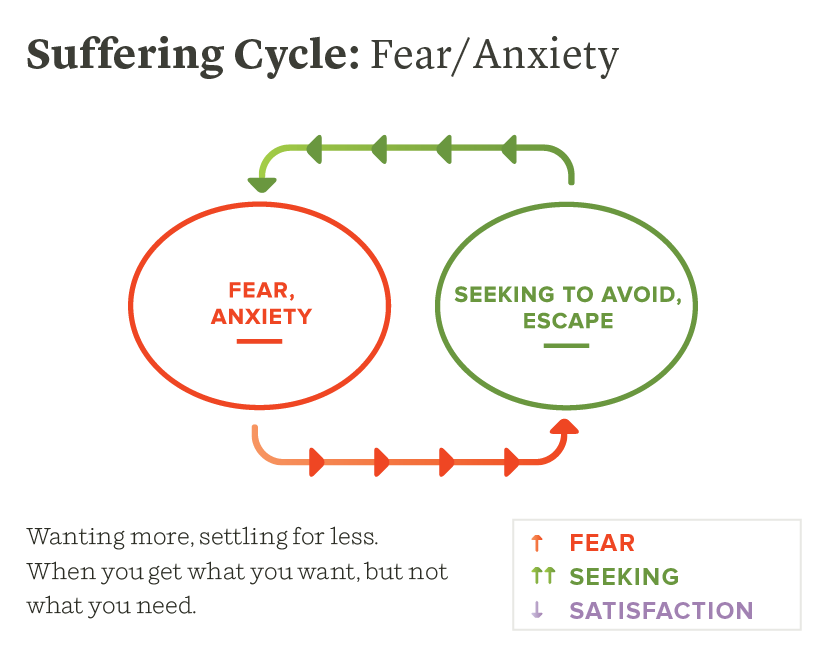 Suffering Cycle: Fear/Anxiety
FEAR,
ANXIETY
SEEKING TO AVOID,
ESCAPE
Wanting more, settling for less.
When you get what you want, but not
what you need.
↑ FEAR
↑↑ SEEKING
↓ SATISFACTION